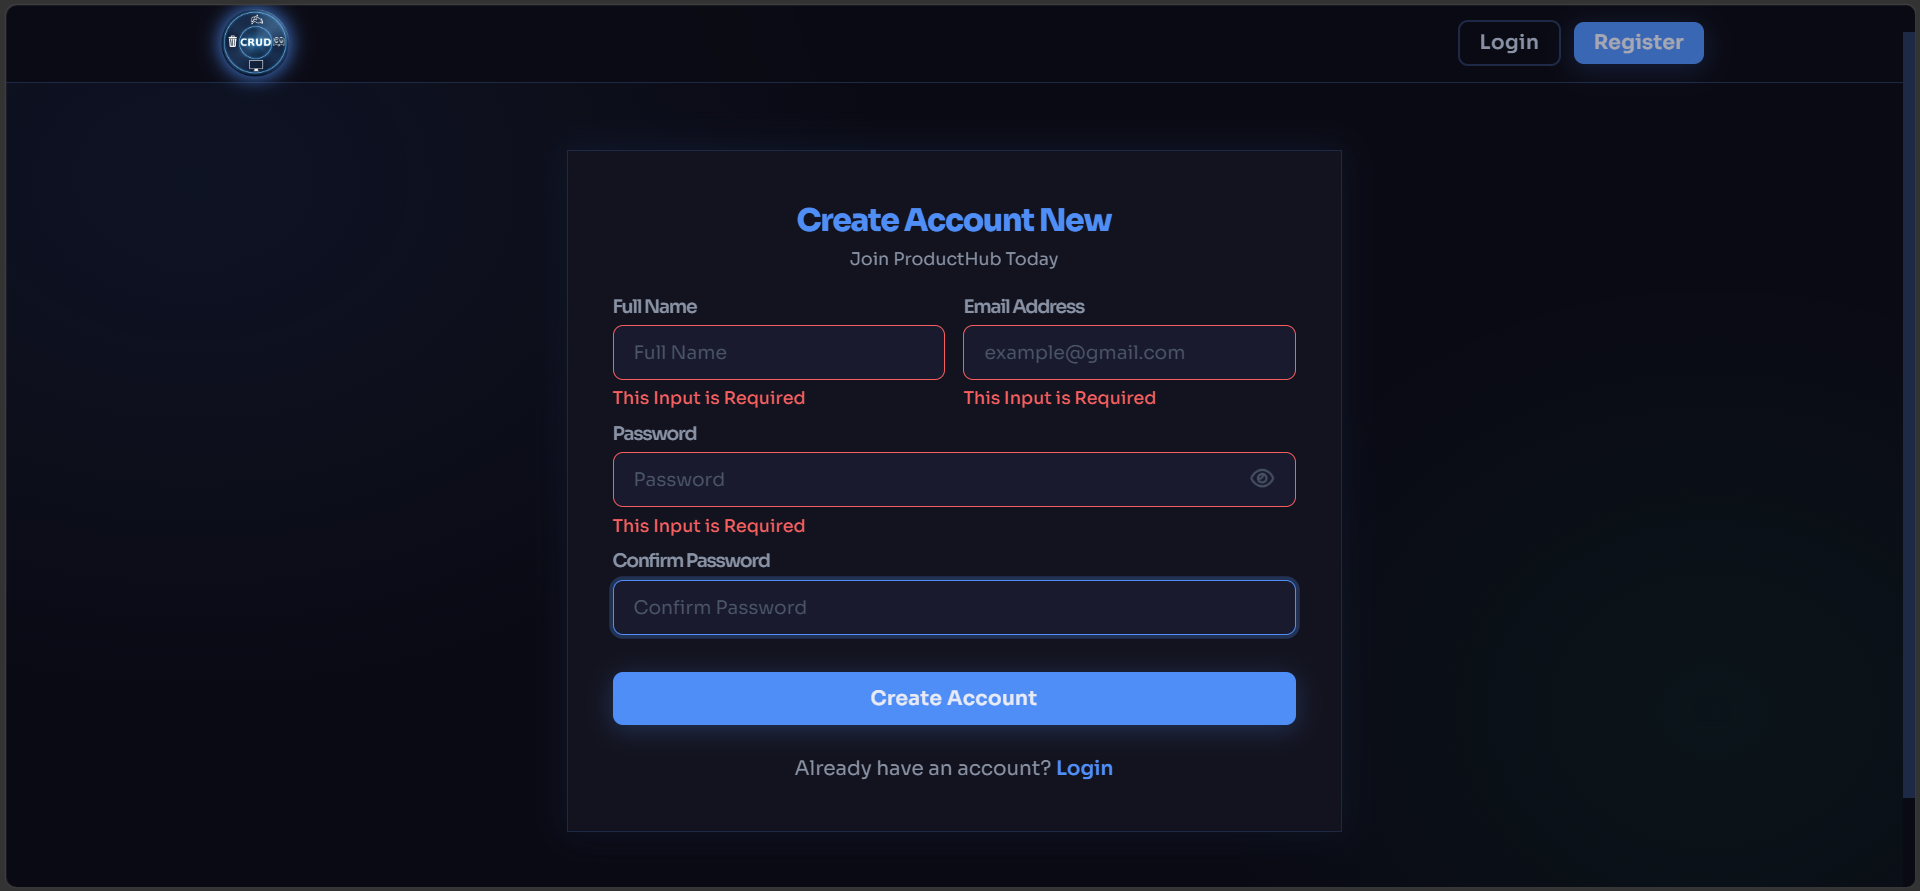 CRUD
Login
Register
Create Account New
Join ProductHub Today
Full Name
Email Address
Full Name
example@gmail.com
This Input is Required
This Input is Required
Password
Password
This Input is Required
Confirm Password
Confirm Password
Create Account
Already have an account? Login